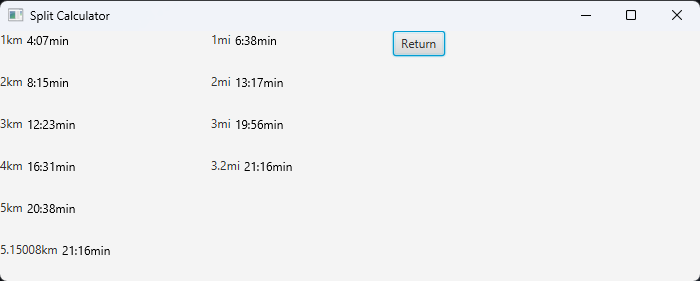 Split Calculator
1km 4:07min 1mi 6:38min Return
2km 8:15min 2mi 13:17min
3km 12:23min 3mi 19:56min
4km 16:31min 3.2mi 21:16min
5km 20:38min
5.15008km 21:16min